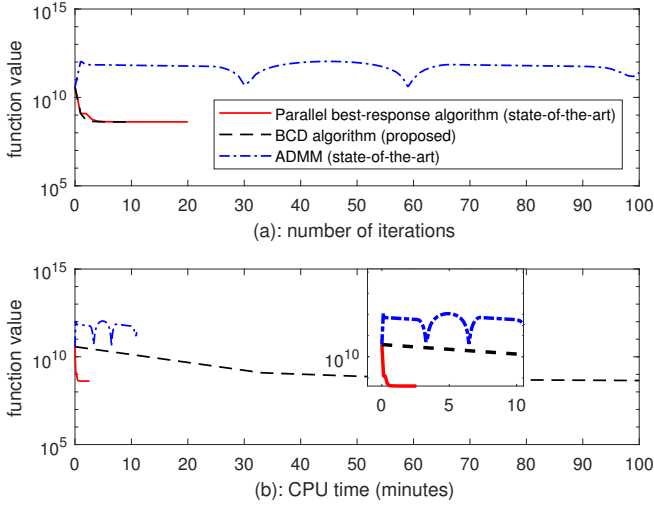 10^15
10^10
10^5
function value
Parallel best-response algorithm (state-of-the-art)
BCD algorithm (proposed)
ADMM (state-of-the-art)
0 10 20 30 40 50 60 70 80 90 100
(a): number of iterations
10^15
10^10
10^5
function value
10^10
0 5 10
0 10 20 30 40 50 60 70 80 90 100
(b): CPU time (minutes)